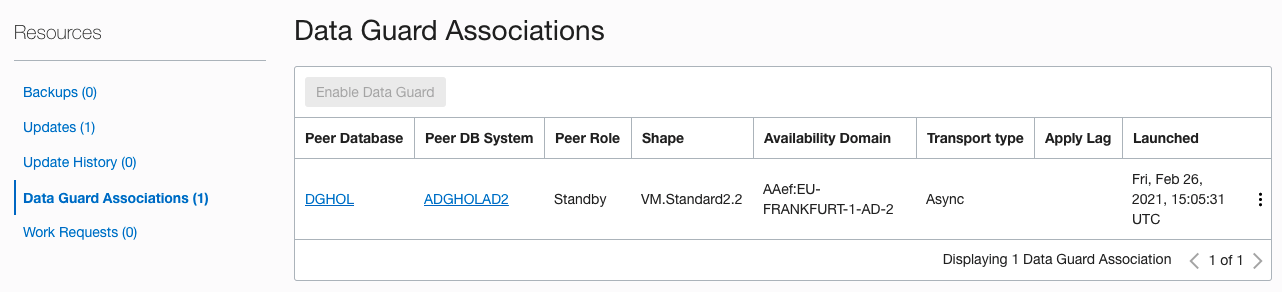 Resources
Backups (0)
Updates (1)
Update History (0)
Data Guard Associations (1)
Work Requests (0)
Data Guard Associations
Enable Data Guard
Peer Database Peer DB System Peer Role Shape Availability Domain Transport type Apply Lag Launched
DGHOL ADGHOLAD2 Standby VM.Standard2.2 AAef:EU-
FRANKFURT-1-AD-2 Async Fri, Feb 26,
2021, 15:05:31
UTC
Displaying 1 Data Guard Association 1 of 1